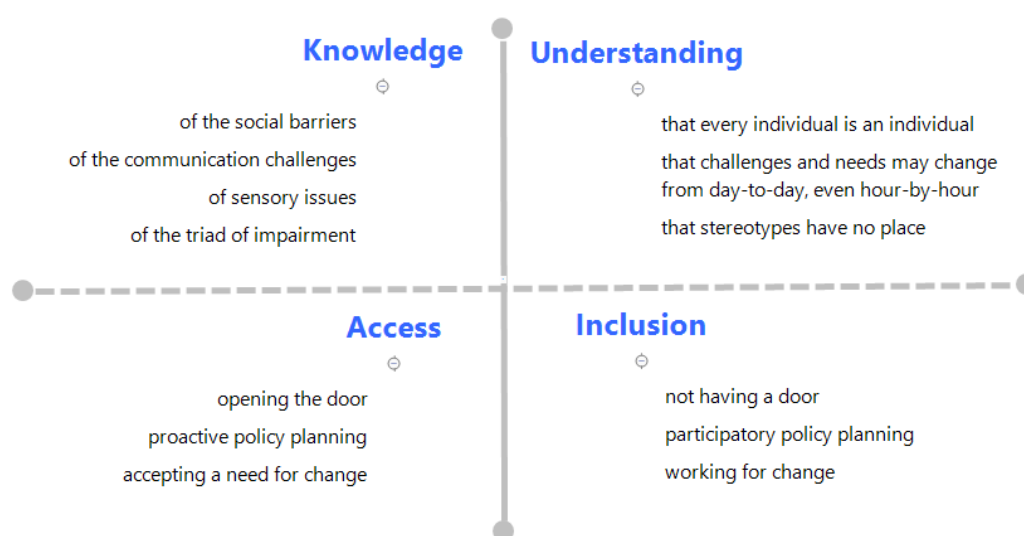 Knowledge
of the social barriers
of the communication challenges
of sensory issues
of the triad of impairment
Understanding
that every individual is an individual
that challenges and needs may change
from day-to-day, even hour-by-hour
that stereotypes have no place
Access
opening the door
proactive policy planning
accepting a need for change
Inclusion
not having a door
participatory policy planning
working for change